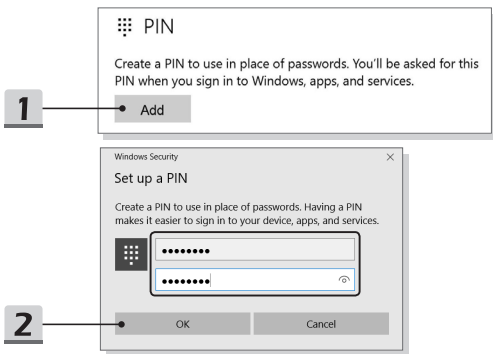 PIN
Create a PIN to use in place of passwords. You'll be asked for this
PIN when you sign in to Windows, apps, and services.
1
Add
Windows Security
Set up a PIN
Create a PIN to use in place of passwords. Having a PIN
makes it easier to sign in to your device, apps, and services.
••••••••
••••••••
2
OK
Cancel